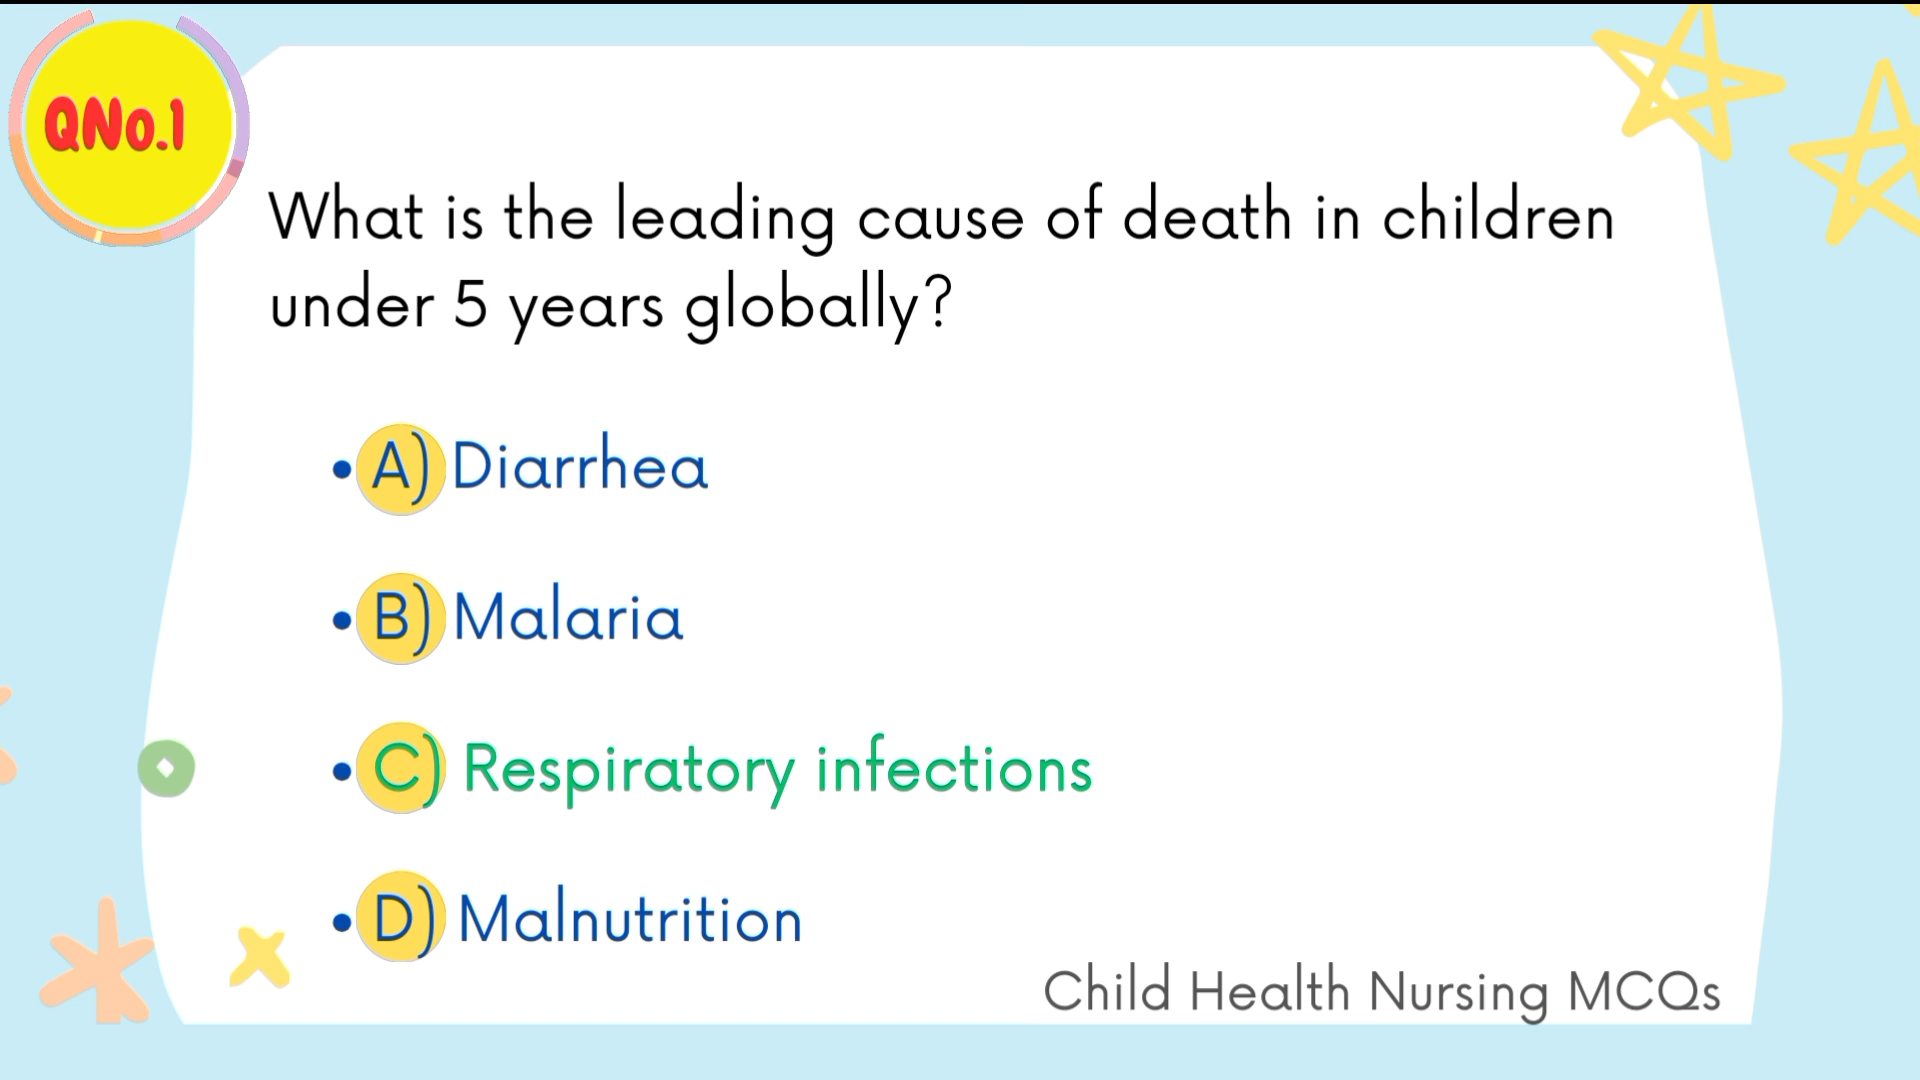 QNo.1
What is the leading cause of death in children
under 5 years globally?
• A) Diarrhea
• B) Malaria
• C) Respiratory infections
• D) Malnutrition
Child Health Nursing MCQs